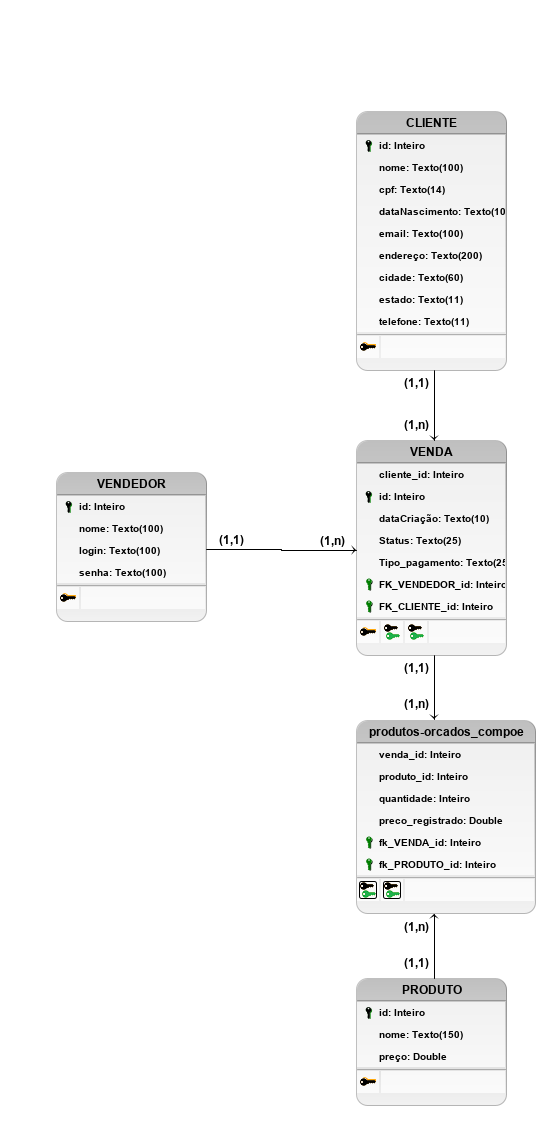 CLIENTE
id: Inteiro
nome: Texto(100)
cpf: Texto(14)
dataNascimento: Texto(10
email: Texto(100)
endereço: Texto(200)
cidade: Texto(60)
estado: Texto(11)
telefone: Texto(11)
(1,1)
(1,n)
VENDEDOR
id: Inteiro
nome: Texto(100)
login: Texto(100)
senha: Texto(100)
(1,1)
(1,n)
VENDA
cliente_id: Inteiro
id: Inteiro
dataCriação: Texto(10)
Status: Texto(25)
Tipo_pagamento: Texto(25
FK_VENDEDOR_id: Inteiro
FK_CLIENTE_id: Inteiro
(1,1)
(1,n)
produtos-orcados_compoe
venda_id: Inteiro
produto_id: Inteiro
quantidade: Inteiro
preco_registrado: Double
fk_VENDA_id: Inteiro
fk_PRODUTO_id: Inteiro
(1,n)
(1,1)
PRODUTO
id: Inteiro
nome: Texto(150)
preço: Double